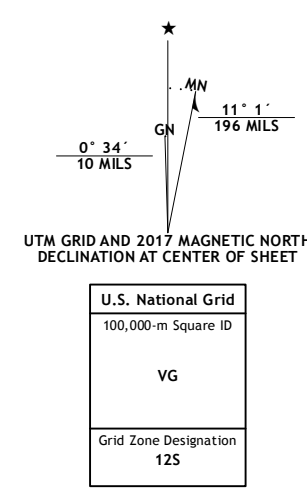 MN
GN
11° 1´
196 MILS
0° 34´
10 MILS
UTM GRID AND 2017 MAGNETIC NORTH
DECLINATION AT CENTER OF SHEET
U.S. National Grid
100,000-m Square ID
VG
Grid Zone Designation
12S